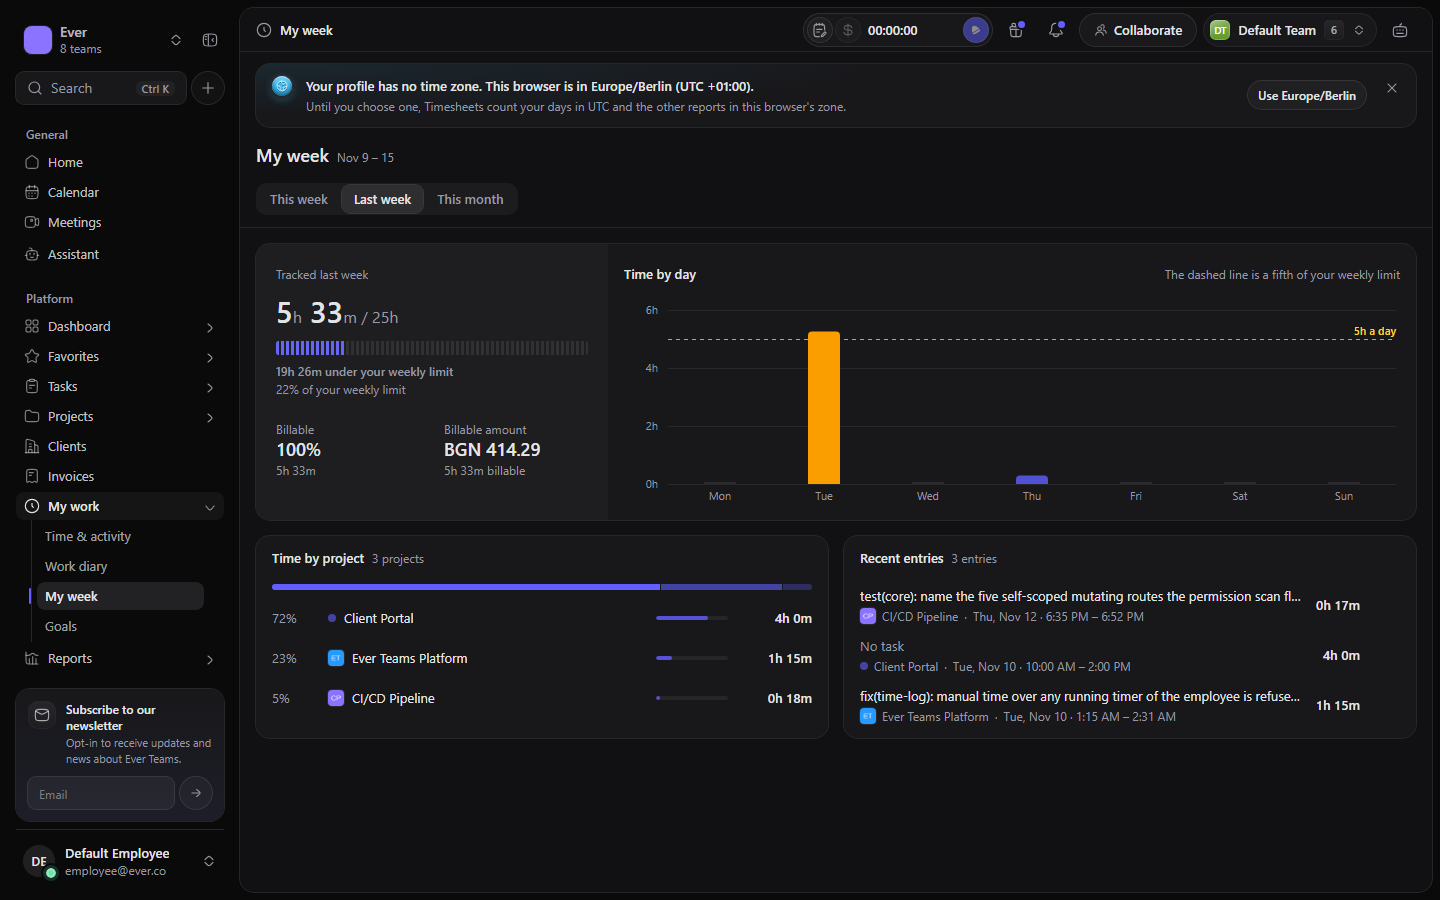 Ever
8 teams
Search
Ctrl K
General
Home
Calendar
Meetings
Assistant
Platform
Dashboard
Favorites
Tasks
Projects
Clients
Invoices
My work
Time & activity
Work diary
My week
Goals
Reports
Subscribe to our
newsletter
Opt-in to receive updates and
news about Ever Teams.
Email
DE
Default Employee
employee@ever.co
My week
00:00:00
Collaborate
DT
Default Team
6
Your profile has no time zone. This browser is in Europe/Berlin (UTC +01:00).
Until you choose one, Timesheets count your days in UTC and the other reports in this browser's zone.
Use Europe/Berlin
My week
Nov 9 – 15
This week
Last week
This month
Tracked last week
5h 33m / 25h
19h 26m under your weekly limit
22% of your weekly limit
Billable
100%
5h 33m
Billable amount
BGN 414.29
5h 33m billable
Time by day
The dashed line is a fifth of your weekly limit
6h
5h a day
4h
2h
0h
Mon
Tue
Wed
Thu
Fri
Sat
Sun
Time by project
3 projects
72%
Client Portal
4h 0m
23%
ET
Ever Teams Platform
1h 15m
5%
CP
CI/CD Pipeline
0h 18m
Recent entries
3 entries
test(core): name the five self-scoped mutating routes the permission scan fl...
CP
CI/CD Pipeline · Thu, Nov 12 · 6:35 PM – 6:52 PM
0h 17m
No task
Client Portal · Tue, Nov 10 · 10:00 AM – 2:00 PM
4h 0m
fix(time-log): manual time over any running timer of the employee is refuse...
ET
Ever Teams Platform · Tue, Nov 10 · 1:15 AM – 2:31 AM
1h 15m